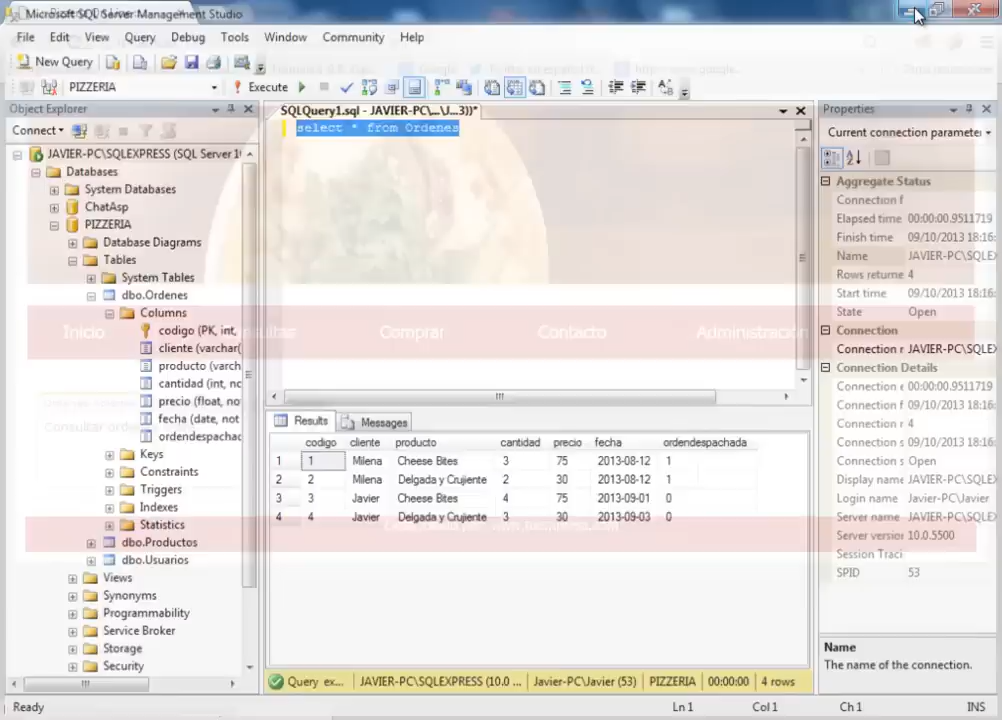 Microsoft SQL Server Management Studio
File Edit View Query Debug Tools Window Community Help
New Query
PIZZERIA Execute
Object Explorer
Connect
JAVIER-PC\SQLEXPRESS (SQL Server 1
Databases
System Databases
ChatAsp
PIZZERIA
Database Diagrams
Tables
System Tables
dbo.Ordenes
Columns
codigo (PK, int,
cliente (varchar(
producto (varch
cantidad (int, no
precio (float, no
fecha (date, not
ordendespachad
Keys
Constraints
Triggers
Indexes
Statistics
dbo.Productos
dbo.Usuarios
Views
Synonyms
Programmability
Service Broker
Storage
Security
SQLQuery1.sql - JAVIER-PC\...\J...3))*
select * from Ordenes
Inicio Comprar Contacto Administración
Results Messages
codigo cliente producto cantidad precio fecha ordendespachada
1 1 Milena Cheese Bites 3 75 2013-08-12 1
2 2 Milena Delgada y Crujiente 2 30 2013-08-12 1
3 3 Javier Cheese Bites 4 75 2013-09-01 0
4 4 Javier Delgada y Crujiente 3 30 2013-09-03 0
Query ex... JAVIER-PC\SQLEXPRESS (10.0 ... Javier-PC\Javier (53) PIZZERIA 00:00:00 4 rows
Properties
Current connection parameter
Aggregate Status
Connection f
Elapsed time 00:00:00.9511719
Finish time 09/10/2013 18:16:
Name JAVIER-PC\SQLEX
Rows returne 4
Start time 09/10/2013 18:16:
State Open
Connection
Connection r JAVIER-PC\SQLEX
Connection Details
Connection e 00:00:00.9511719
Connection f 09/10/2013 18:16:
Connection r 4
Connection s 09/10/2013 18:16:
Connection s Open
Display name JAVIER-PC\SQLEX
Login name Javier-PC\Javier
Server name JAVIER-PC\SQLEX
Server version 10.0.5500
Session Traci
SPID 53
Name
The name of the connection.
Ready Ln 1 Col 1 Ch 1 INS